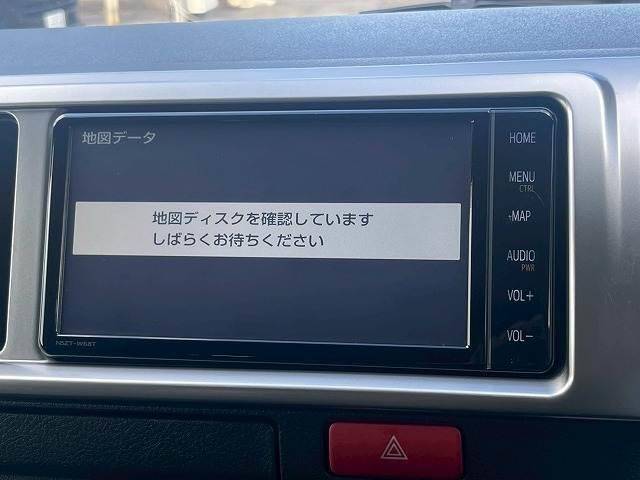 地図データ
地図ディスクを確認しています
しばらくお待ちください
HOME
MENU
CTRL
MAP
AUDIO
PWR
VOL+
VOL-
NSZT-W68T